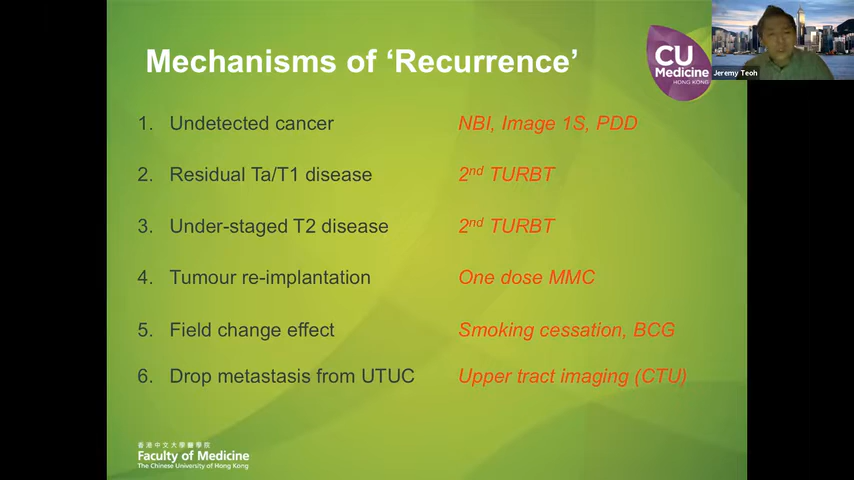 Mechanisms of ‘Recurrence’
CU
Medicine
HONG KONG
Jeremy Teoh
1. Undetected cancer NBI, Image 1S, PDD
2. Residual Ta/T1 disease 2nd TURBT
3. Under-staged T2 disease 2nd TURBT
4. Tumour re-implantation One dose MMC
5. Field change effect Smoking cessation, BCG
6. Drop metastasis from UTUC Upper tract imaging (CTU)
香港中文大學醫學院
Faculty of Medicine
The Chinese University of Hong Kong